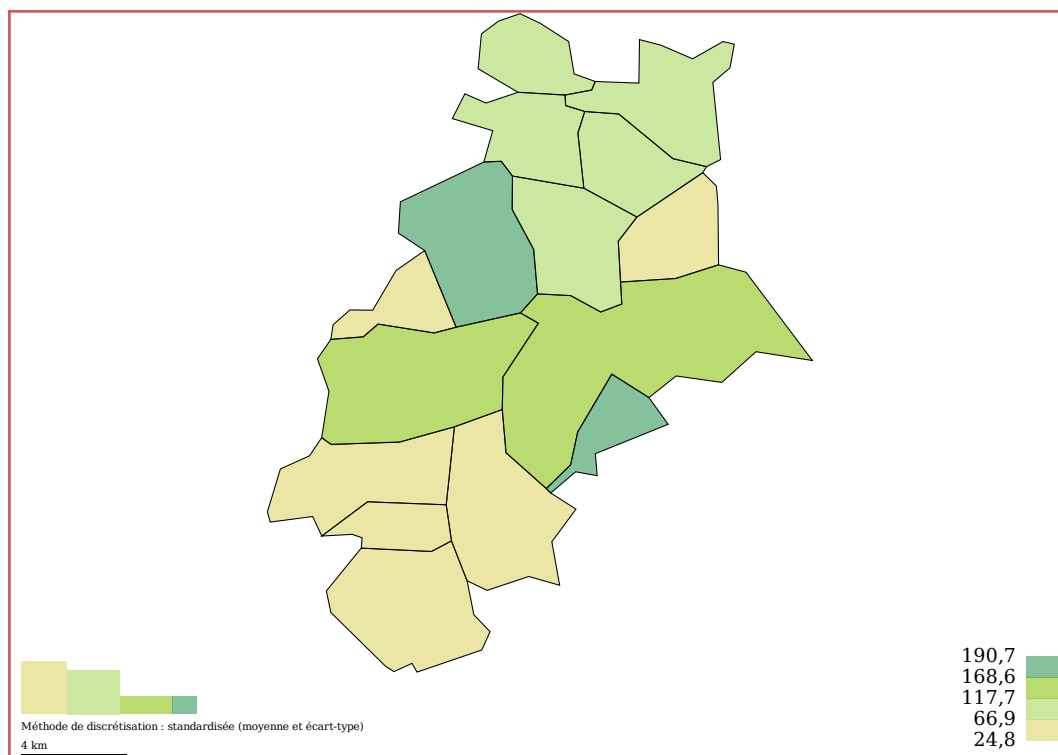 190,7
168,6
117,7
66,9
24,8
Méthode de discrétisation : standardisée (moyenne et écart-type)
4 km